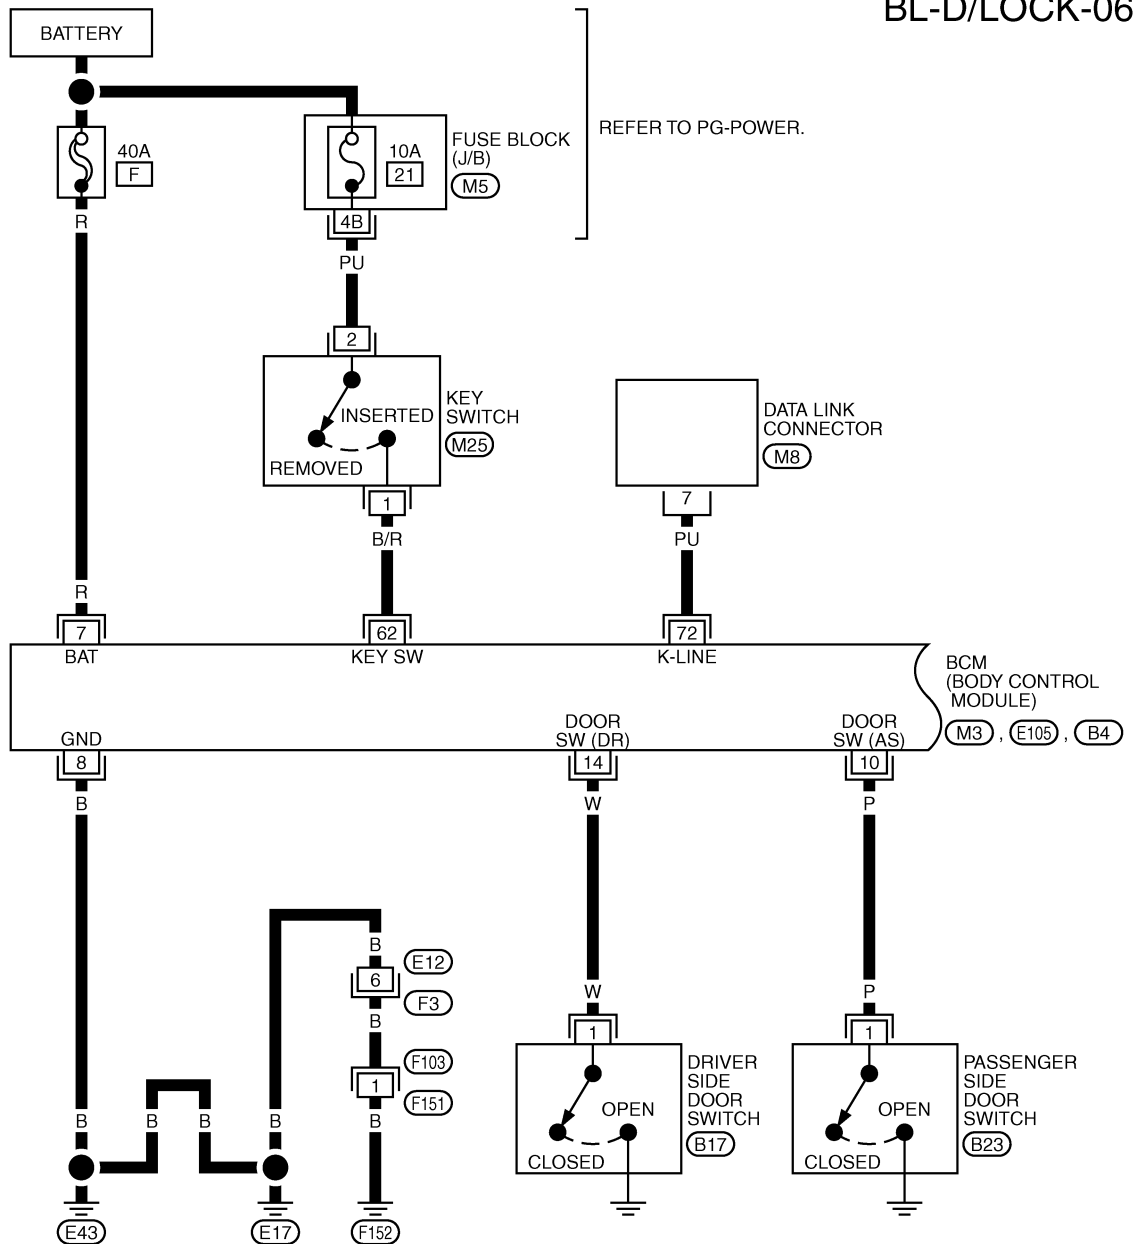 BL-D/LOCK-06
BATTERY
REFER TO PG-POWER.
40A
F
10A
21
FUSE BLOCK
(J/B)
M5
R
4B
PU
2
INSERTED
REMOVED
KEY
SWITCH
M25
DATA LINK
CONNECTOR
M8
1
7
B/R
PU
R
7
62
72
BAT
KEY SW
K-LINE
BCM
(BODY CONTROL
MODULE)
M3 , E105 , B4
GND
DOOR
SW (DR)
DOOR
SW (AS)
8
14
10
B
W
P
B
E12
6
F3
B
F103
1
F151
B
B
B
B
B
W
P
1
1
OPEN
CLOSED
DRIVER
SIDE
DOOR
SWITCH
B17
OPEN
CLOSED
PASSENGER
SIDE
DOOR
SWITCH
B23
E43
E17
F152